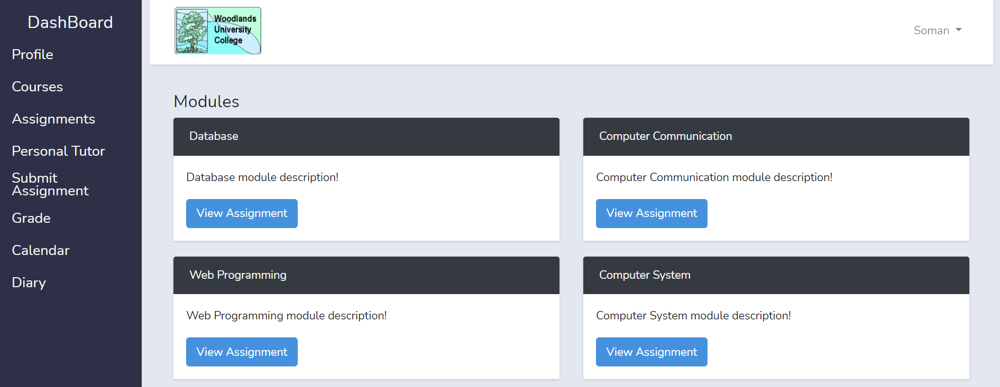 DashBoard
Profile
Courses
Assignments
Personal Tutor
Submit
Assignment
Grade
Calendar
Diary
Woodlands
University
College
Soman
Modules
Database
Database module description!
View Assignment
Computer Communication
Computer Communication module description!
View Assignment
Web Programming
Web Programming module description!
View Assignment
Computer System
Computer System module description!
View Assignment